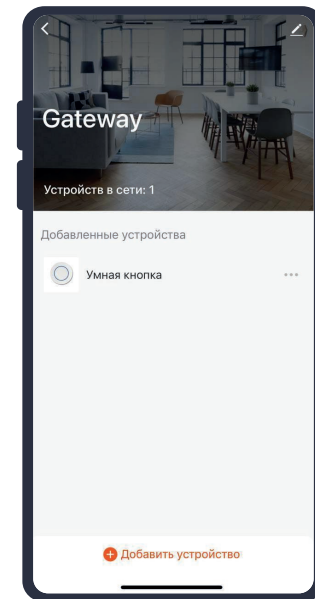 Gateway
Устройств в сети: 1
Добавленные устройства
Умная кнопка
Добавить устройство